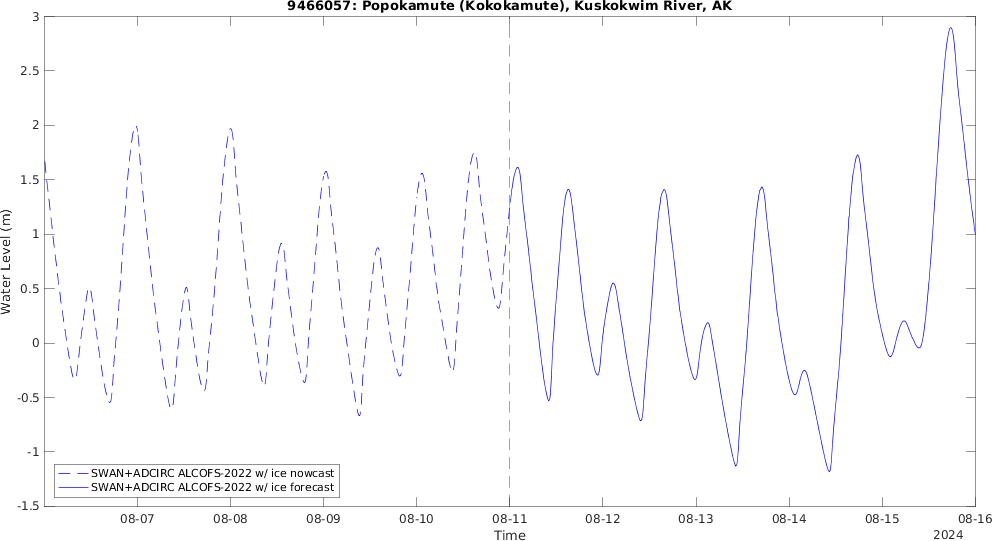 9466057: Popokamute (Kokokamute), Kuskokwim River, AK
3
2.5
2
1.5
1
0.5
0
-0.5
-1
-1.5
Water Level (m)
SWAN+ADCIRC ALCOFS-2022 w/ ice nowcast
SWAN+ADCIRC ALCOFS-2022 w/ ice forecast
08-07 08-08 08-09 08-10 08-11 08-12 08-13 08-14 08-15 08-16
Time
2024